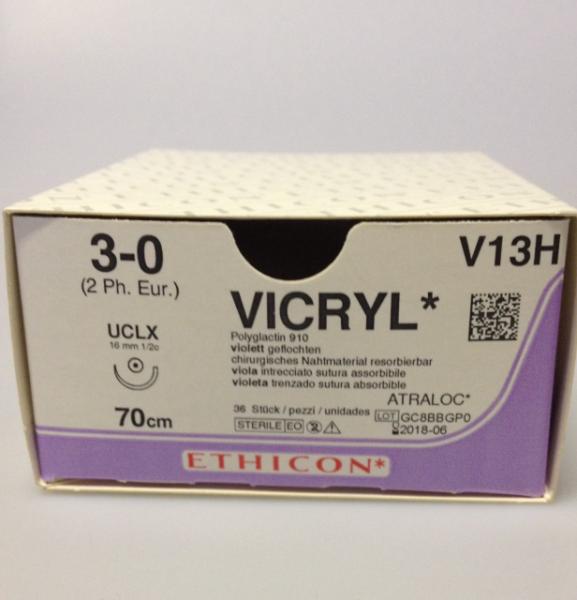 3-0
(2 Ph. Eur.)
V13H
UCLX
16 mm 1/2c
70cm
VICRYL*
Polyglactin 910
violett geflochten
chirurgisches Nahtmaterial resorbierbar
viola intrecciato sutura assorbibile
violeta trenzado sutura absorbible
ATRALOC*
36 Stück / pezzi / unidades
LOT GC8BBGP0
STERILE EO 2
2018-06
ETHICON*